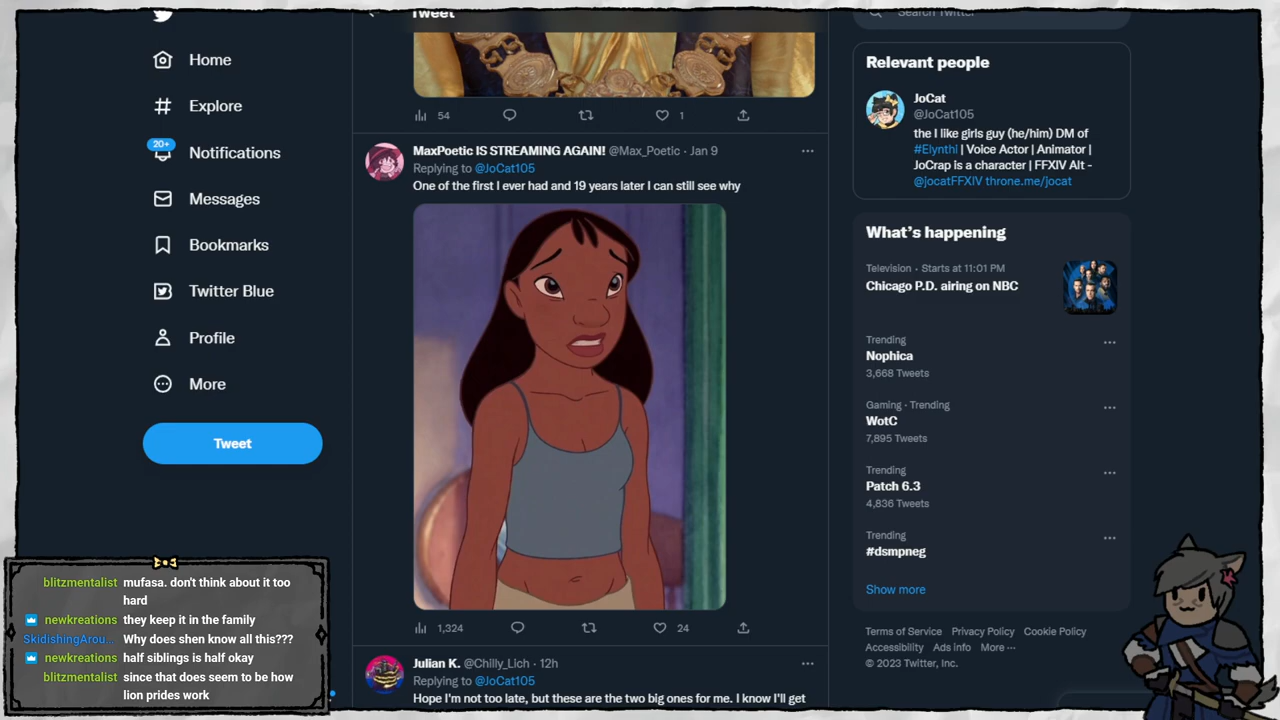 Home
Explore
20+
Notifications
Messages
Bookmarks
Twitter Blue
Profile
More
Tweet
Tweet
54
1
MaxPoetic IS STREAMING AGAIN! @Max_Poetic · Jan 9
Replying to @JoCat105
One of the first I ever had and 19 years later I can still see why
1,324
24
Julian K. @Chilly_Lich · 12h
Replying to @JoCat105
Hope I'm not too late, but these are the two big ones for me. I know I'll get
Search Twitter
Relevant people
JoCat
@JoCat105
the I like girls guy (he/him) DM of
#Elynthi | Voice Actor | Animator |
JoCrap is a character | FFXIV Alt -
@jocatFFXIV throne.me/jocat
What's happening
Television · Starts at 11:01 PM
Chicago P.D. airing on NBC
Trending
Nophica
3,668 Tweets
Gaming · Trending
WotC
7,895 Tweets
Trending
Patch 6.3
4,836 Tweets
Trending
#dsmpneg
Show more
Terms of Service Privacy Policy Cookie Policy
Accessibility Ads info More ···
© 2023 Twitter, Inc.
blitzmentalist mufasa. don't think about it too
hard
newkreations they keep it in the family
SkidishingArou... Why does shen know all this???
newkreations half siblings is half okay
blitzmentalist since that does seem to be how
lion prides work